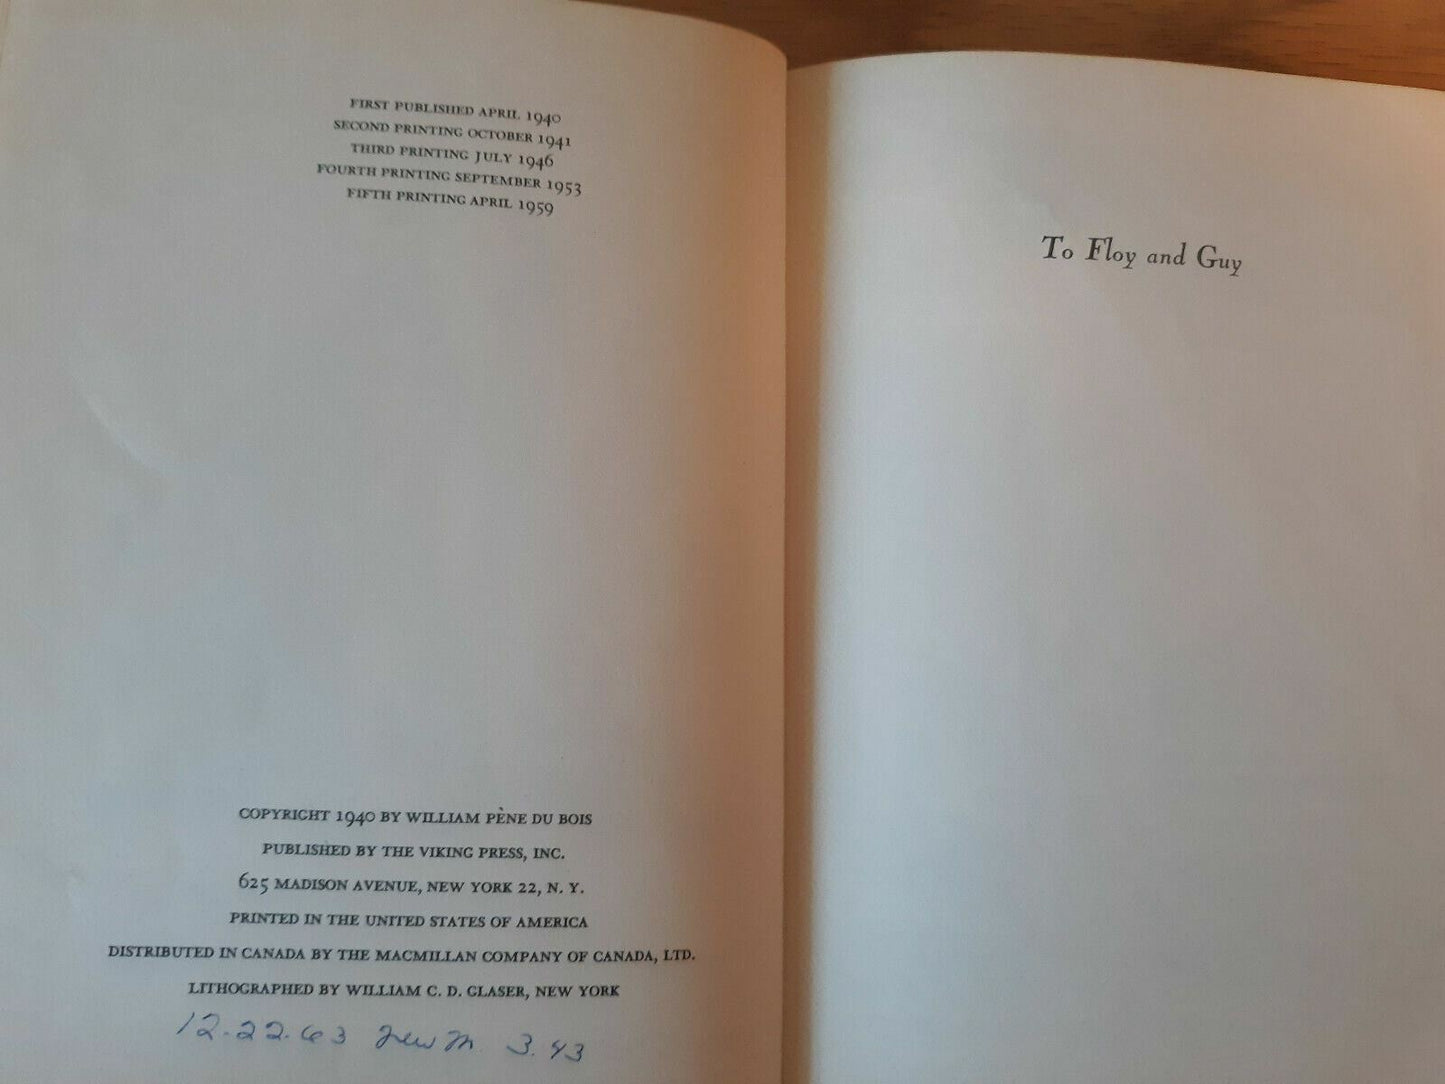 FIRST PUBLISHED APRIL 1940
SECOND PRINTING OCTOBER 1941
THIRD PRINTING JULY 1946
FOURTH PRINTING SEPTEMBER 1953
FIFTH PRINTING APRIL 1959
COPYRIGHT 1940 BY WILLIAM PÈNE DU BOIS
PUBLISHED BY THE VIKING PRESS, INC.
625 MADISON AVENUE, NEW YORK 22, N. Y.
PRINTED IN THE UNITED STATES OF AMERICA
DISTRIBUTED IN CANADA BY THE MACMILLAN COMPANY OF CANADA, LTD.
LITHOGRAPHED BY WILLIAM C. D. GLASER, NEW YORK
12-22-63 3.43
To Floy and Guy